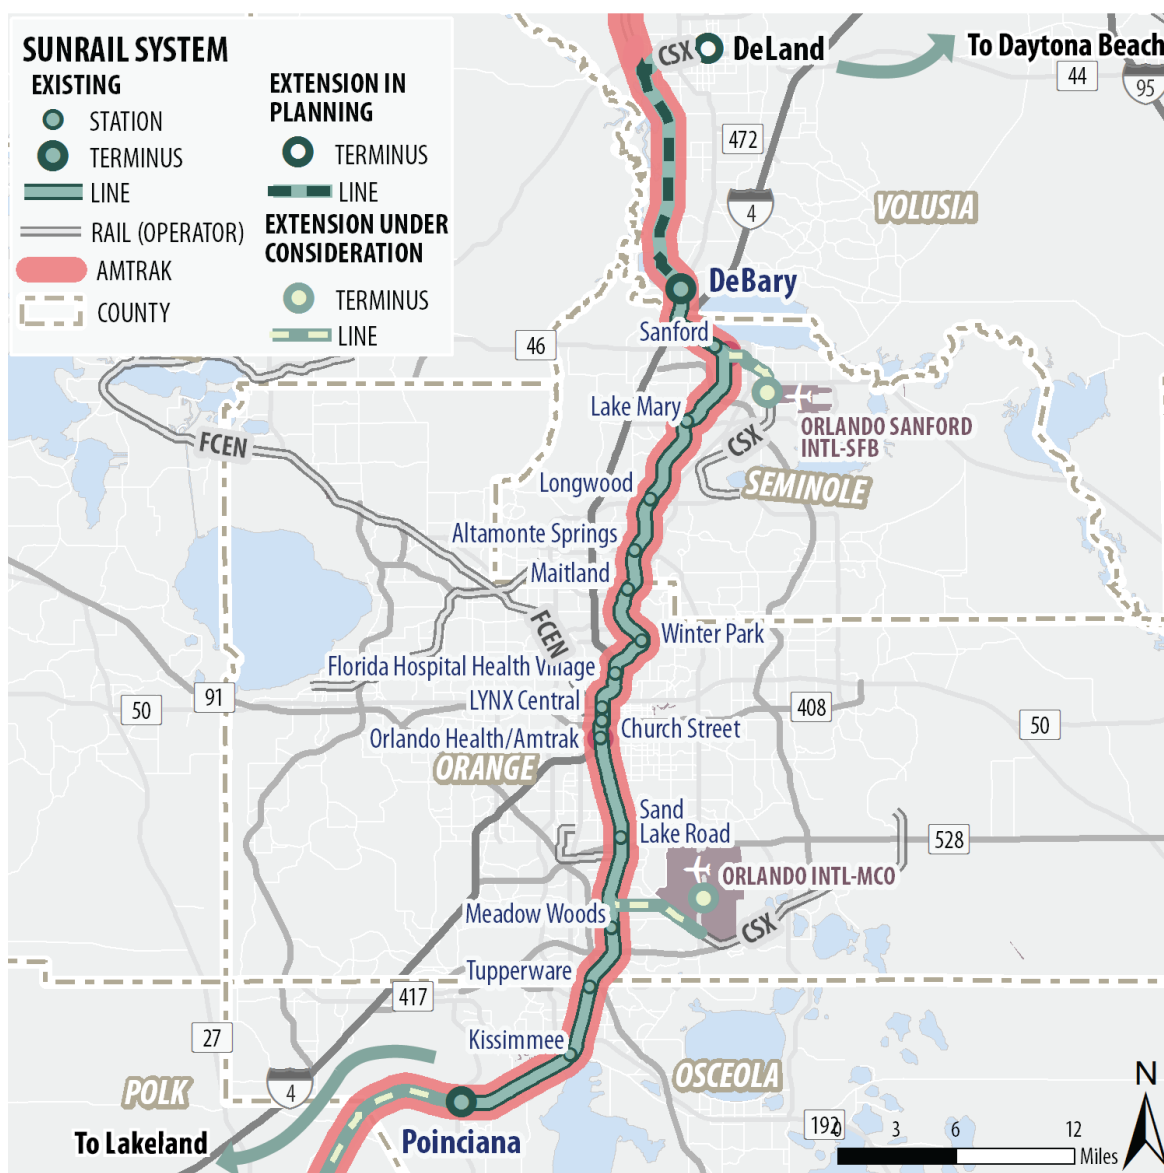 SUNRAIL SYSTEM
EXISTING
STATION
TERMINUS
LINE
RAIL (OPERATOR)
AMTRAK
COUNTY
EXTENSION IN
PLANNING
TERMINUS
LINE
EXTENSION UNDER
CONSIDERATION
TERMINUS
LINE
CSX
DeLand
To Daytona Beach
44
95
472
4
VOLUSIA
DeBary
Sanford
46
Lake Mary
ORLANDO SANFORD
INTL-SFB
CSX
FCEN
Longwood
SEMINOLE
Altamonte Springs
Maitland
FCEN
Winter Park
Florida Hospital Health Village
91
50
LYNX Central
408
50
Church Street
Orlando Health/Amtrak
ORANGE
Sand
Lake Road
528
ORLANDO INTL-MCO
Meadow Woods
CSX
Tupperware
417
27
Kissimmee
POLK
4
OSCEOLA
N
To Lakeland
Poinciana
192
0 3 6 12
Miles